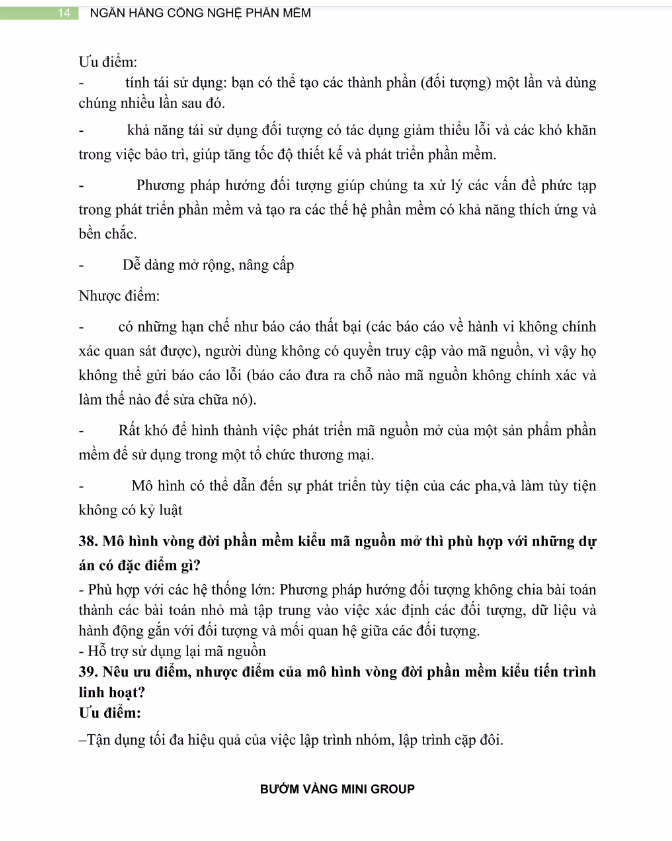 14 NGÂN HÀNG CÔNG NGHỆ PHẦN MỀM
Ưu điểm:
- tính tái sử dụng: bạn có thể tạo các thành phần (đối tượng) một lần và dùng
chúng nhiều lần sau đó.
- khả năng tái sử dụng đối tượng có tác dụng giảm thiểu lỗi và các khó khăn
trong việc bảo trì, giúp tăng tốc độ thiết kế và phát triển phần mềm.
- Phương pháp hướng đối tượng giúp chúng ta xử lý các vấn đề phức tạp
trong phát triển phần mềm và tạo ra các thế hệ phần mềm có khả năng thích ứng và
bền chắc.
- Dễ dàng mở rộng, nâng cấp
Nhược điểm:
- có những hạn chế như báo cáo thất bại (các báo cáo về hành vi không chính
xác quan sát được), người dùng không có quyền truy cập vào mã nguồn, vì vậy họ
không thể gửi báo cáo lỗi (báo cáo đưa ra chỗ nào mã nguồn không chính xác và
làm thế nào để sửa chữa nó).
- Rất khó để hình thành việc phát triển mã nguồn mở của một sản phẩm phần
mềm để sử dụng trong một tổ chức thương mại.
- Mô hình có thể dẫn đến sự phát triển tùy tiện của các pha,và làm tùy tiện
không có kỷ luật
38. Mô hình vòng đời phần mềm kiểu mã nguồn mở thì phù hợp với những dự
án có đặc điểm gì?
- Phù hợp với các hệ thống lớn: Phương pháp hướng đối tượng không chia bài toán
thành các bài toán nhỏ mà tập trung vào việc xác định các đối tượng, dữ liệu và
hành động gắn với đối tượng và mối quan hệ giữa các đối tượng.
- Hỗ trợ sử dụng lại mã nguồn
39. Nêu ưu điểm, nhược điểm của mô hình vòng đời phần mềm kiểu tiến trình
linh hoạt?
Ưu điểm:
–Tận dụng tối đa hiệu quả của việc lập trình nhóm, lập trình cặp đôi.
BƯỚM VÀNG MINI GROUP